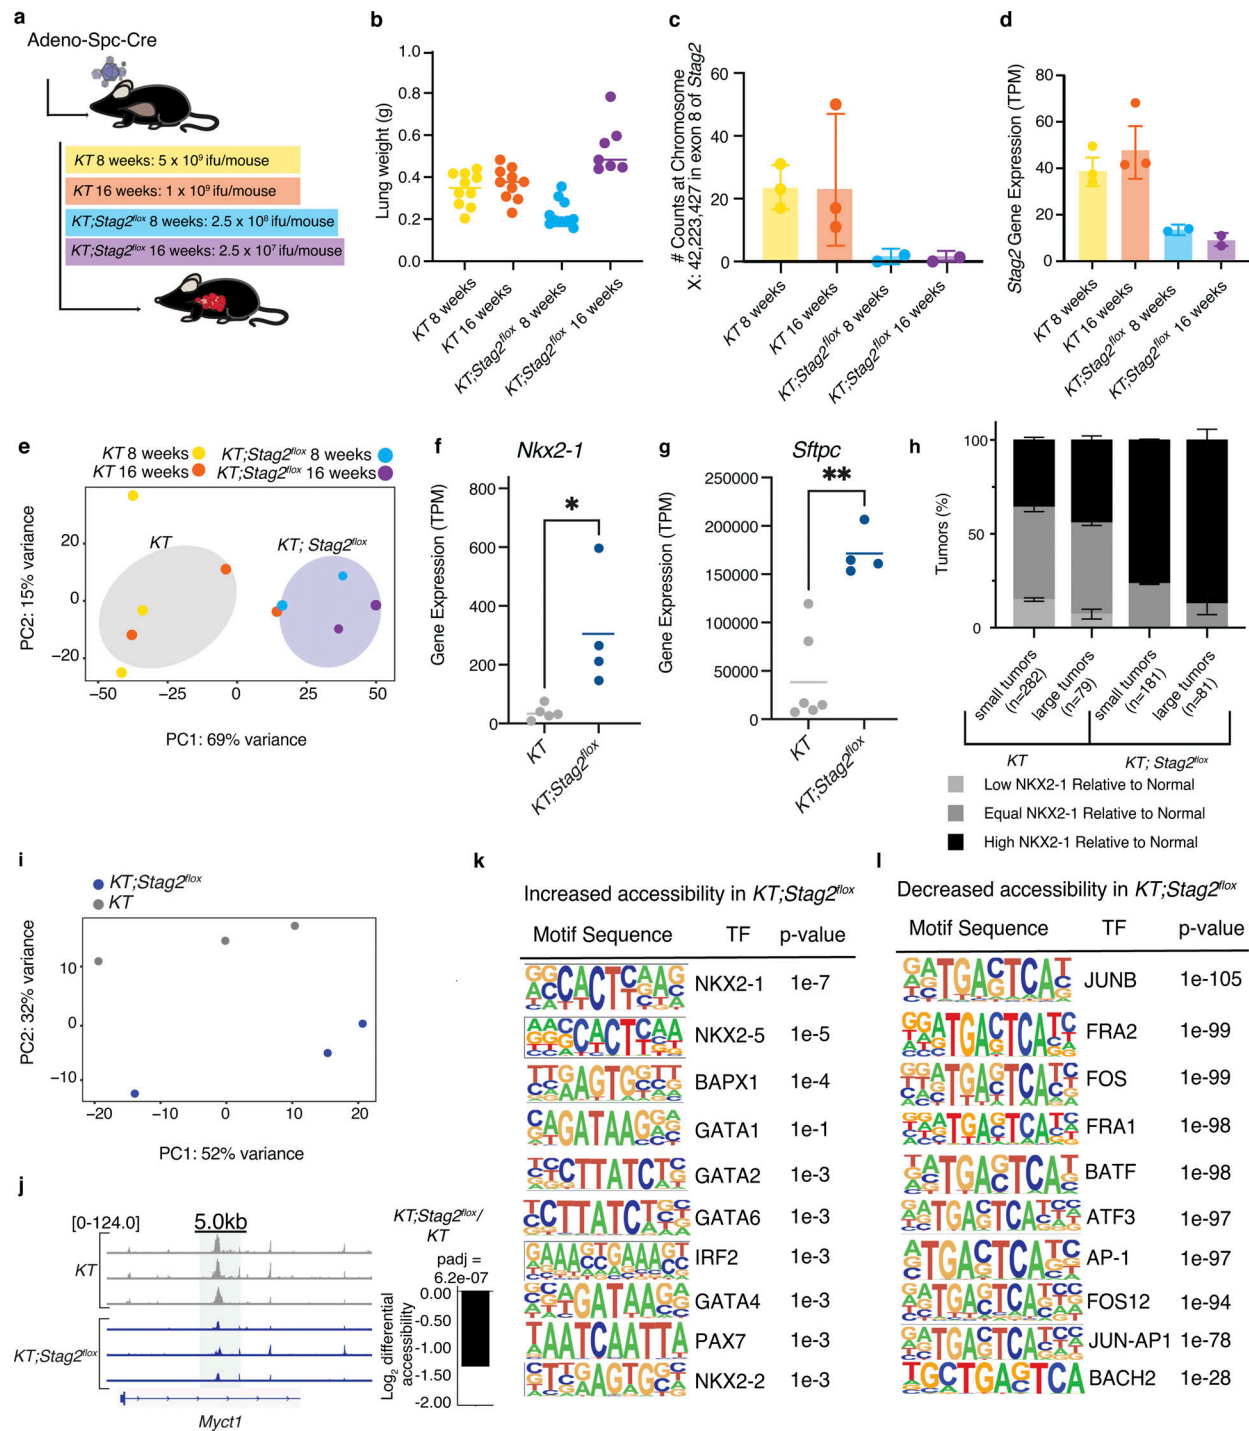 a
Adeno-Spc-Cre
KT 8 weeks: 5 x 10⁹ ifu/mouse
KT 16 weeks: 1 x 10⁹ ifu/mouse
KT;Stag2ᶠˡᵒˣ 8 weeks: 2.5 x 10⁸ ifu/mouse
KT;Stag2ᶠˡᵒˣ 16 weeks: 2.5 x 10⁷ ifu/mouse
b
Lung weight (g)
1.0
0.8
0.6
0.4
0.2
0.0
KT 8 weeks
KT 16 weeks
KT;Stag2ᶠˡᵒˣ 8 weeks
KT;Stag2ᶠˡᵒˣ 16 weeks
c
# Counts at Chromosome
X: 42,223,427 in exon 8 of Stag2
60
40
20
0
KT 8 weeks
KT 16 weeks
KT;Stag2ᶠˡᵒˣ 8 weeks
KT;Stag2ᶠˡᵒˣ 16 weeks
d
Stag2 Gene Expression (TPM)
80
60
40
20
0
KT 8 weeks
KT 16 weeks
KT;Stag2ᶠˡᵒˣ 8 weeks
KT;Stag2ᶠˡᵒˣ 16 weeks
e
KT 8 weeks
KT;Stag2ᶠˡᵒˣ 8 weeks
KT 16 weeks
KT;Stag2ᶠˡᵒˣ 16 weeks
PC2: 15% variance
20
0
−20
KT
KT; Stag2ᶠˡᵒˣ
−50
−25
0
25
50
PC1: 69% variance
f
Nkx2-1
Gene Expression (TPM)
800
600
400
200
0
*
KT
KT;Stag2ᶠˡᵒˣ
g
Sftpc
Gene Expression (TPM)
250000
200000
150000
100000
50000
0
**
KT
KT;Stag2ᶠˡᵒˣ
h
Tumors (%)
100
50
0
small tumors
(n=282)
large tumors
(n=79)
small tumors
(n=181)
large tumors
(n=81)
KT
KT; Stag2ᶠˡᵒˣ
Low NKX2-1 Relative to Normal
Equal NKX2-1 Relative to Normal
High NKX2-1 Relative to Normal
i
KT;Stag2ᶠˡᵒˣ
KT
PC2: 32% variance
10
0
−10
−20
−10
0
10
20
PC1: 52% variance
j
[0-124.0]
5.0kb
KT
KT;Stag2ᶠˡᵒˣ
Myct1
KT;Stag2ᶠˡᵒˣ/
KT
padj =
6.2e-07
Log₂ differential
accessibility
0.00
-0.50
-1.00
-1.50
-2.00
k
Increased accessibility in KT;Stag2ᶠˡᵒˣ
Motif Sequence TF p-value
NKX2-1 1e-7
NKX2-5 1e-5
BAPX1 1e-4
GATA1 1e-1
GATA2 1e-3
GATA6 1e-3
IRF2 1e-3
GATA4 1e-3
PAX7 1e-3
NKX2-2 1e-3
l
Decreased accessibility in KT;Stag2ᶠˡᵒˣ
Motif Sequence TF p-value
JUNB 1e-105
FRA2 1e-99
FOS 1e-99
FRA1 1e-98
BATF 1e-98
ATF3 1e-97
AP-1 1e-97
FOS12 1e-94
JUN-AP1 1e-78
BACH2 1e-28